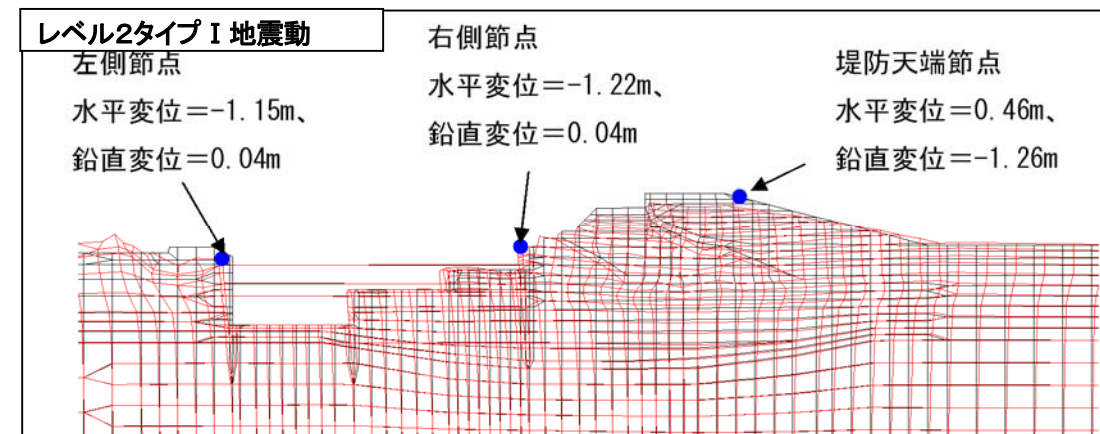 レベル2タイプⅠ地震動
左側節点
水平変位＝-1.15m、
鉛直変位＝0.04m
右側節点
水平変位＝-1.22m、
鉛直変位＝0.04m
堤防天端節点
水平変位＝0.46m、
鉛直変位＝-1.26m